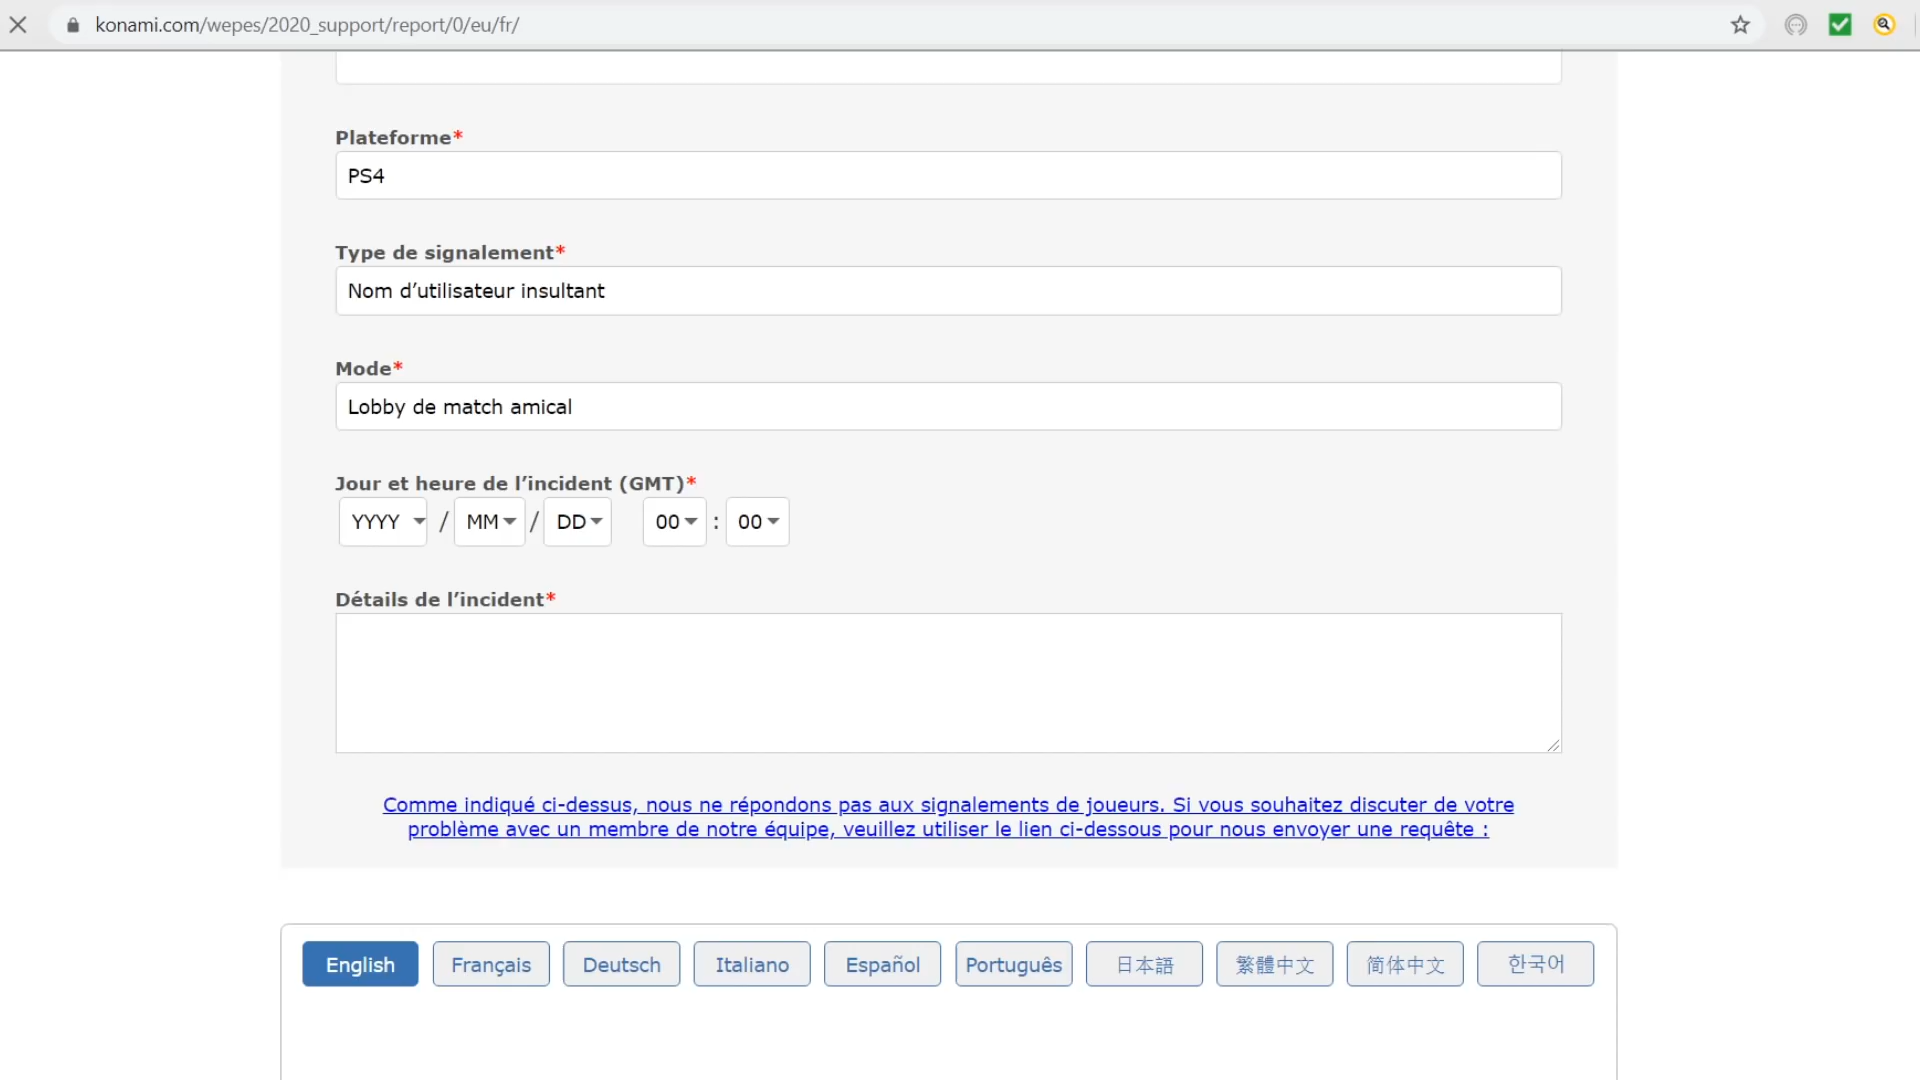 konami.com/wepes/2020_support/report/0/eu/fr/
Plateforme*
PS4
Type de signalement*
Nom d’utilisateur insultant
Mode*
Lobby de match amical
Jour et heure de l’incident (GMT)*
YYYY / MM / DD 00 : 00
Détails de l’incident*
Comme indiqué ci-dessus, nous ne répondons pas aux signalements de joueurs. Si vous souhaitez discuter de votre
problème avec un membre de notre équipe, veuillez utiliser le lien ci-dessous pour nous envoyer une requête :
English Français Deutsch Italiano Español Português 日本語 繁體中文 简体中文 한국어